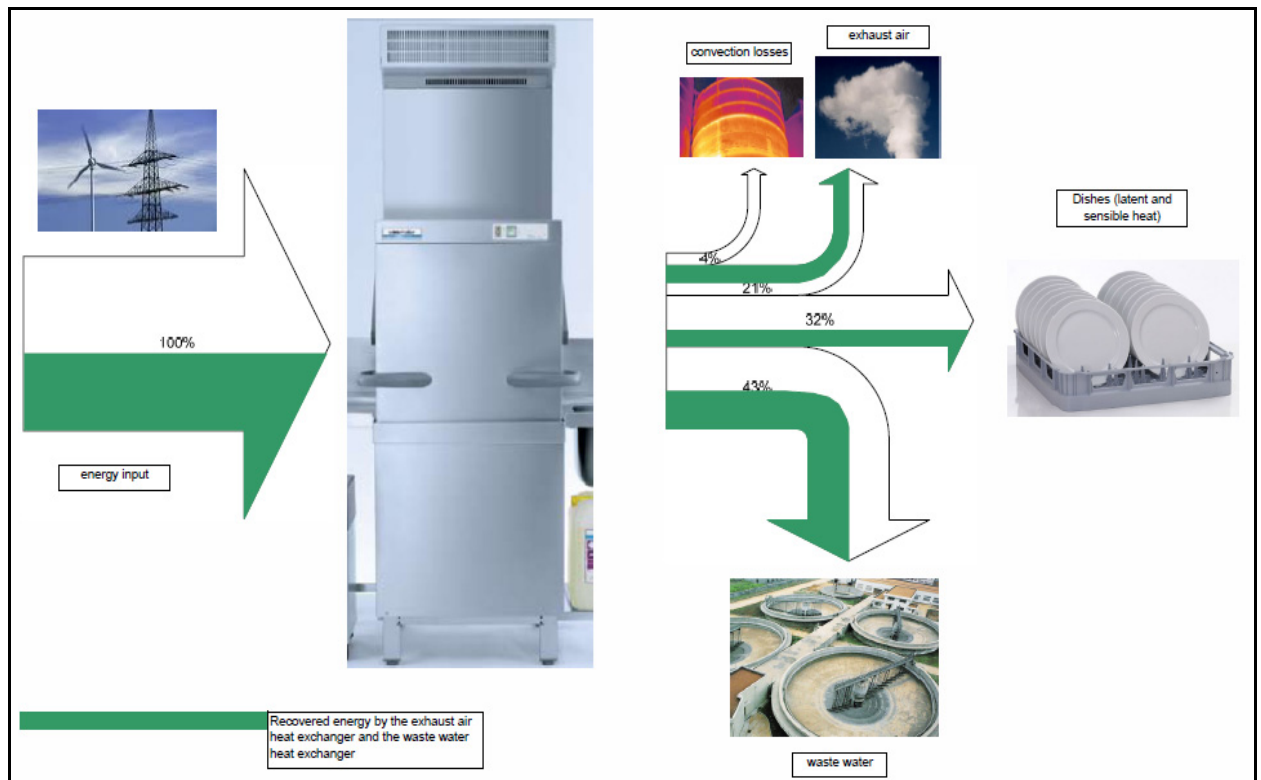 convection losses
exhaust air
Dishes (latent and
sensible heat)
4%
21%
100%
32%
43%
energy input
Recovered energy by the exhaust air
heat exchanger and the waste water
heat exchanger
waste water